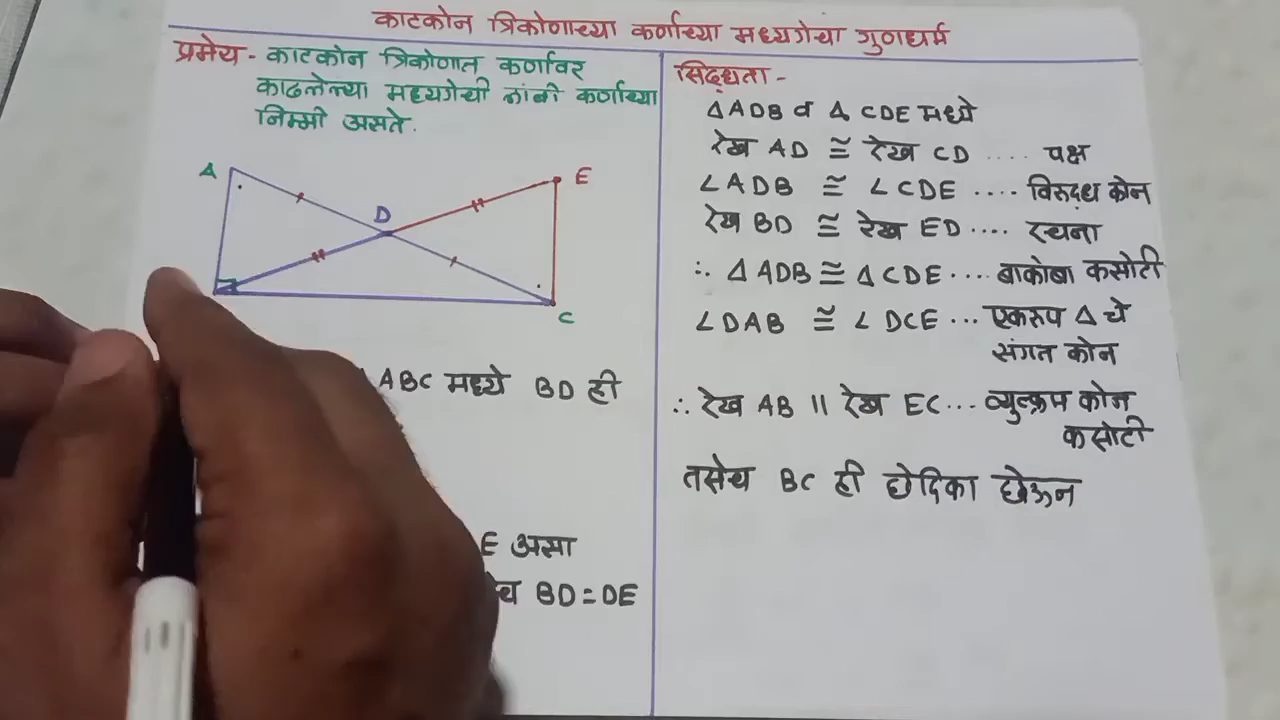 काटकोन त्रिकोणाच्या कर्णाच्या मध्यगेचा गुणधर्म
प्रमेय - काटकोन त्रिकोणात कर्णावर
काढलेल्या मध्यगेची लांबी कर्णाच्या
निम्मी असते.
A
D
E
C
ABC मध्ये BD ही
E असा
BD = DE
सिद्धता -
△ADB व △ CDE मध्ये
रेख AD ≅ रेख CD .... पक्ष
∠ADB ≅ ∠CDE .... विरुद्ध कोन
रेख BD ≅ रेख ED .... रचना
∴ △ADB ≅ △CDE .... बाकोबा कसोटी
∠DAB ≅ ∠DCE ... एकरुप △ चे
संगत कोन
∴ रेख AB || रेख EC ... व्युत्क्रम कोन
कसोटी
तसेच BC ही छेदिका घेऊन